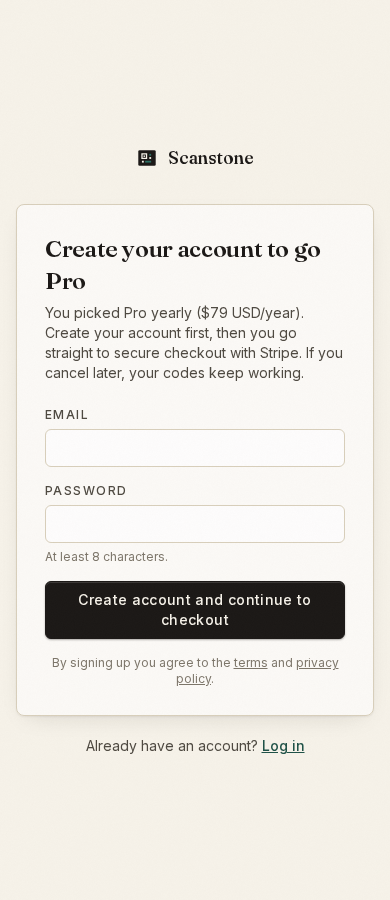 Scanstone
Create your account to go
Pro
You picked Pro yearly ($79 USD/year).
Create your account first, then you go
straight to secure checkout with Stripe. If you
cancel later, your codes keep working.
EMAIL
PASSWORD
At least 8 characters.
Create account and continue to
checkout
By signing up you agree to the terms and privacy
policy.
Already have an account? Log in